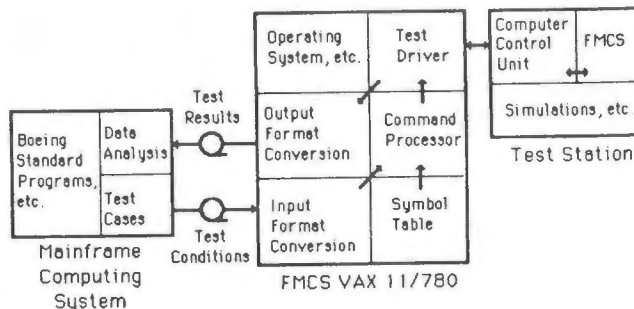 Operating
System, etc.
Test
Driver
Computer
Control
Unit
FMCS
Simulations, etc.
Test Station
Test
Results
Output
Format
Conversion
Command
Processor
Boeing
Standard
Programs,
etc.
Data
Analysis
Test
Cases
Test
Conditions
Input
Format
Conversion
Symbol
Table
Mainframe
Computing
System
FMCS VAX 11/780